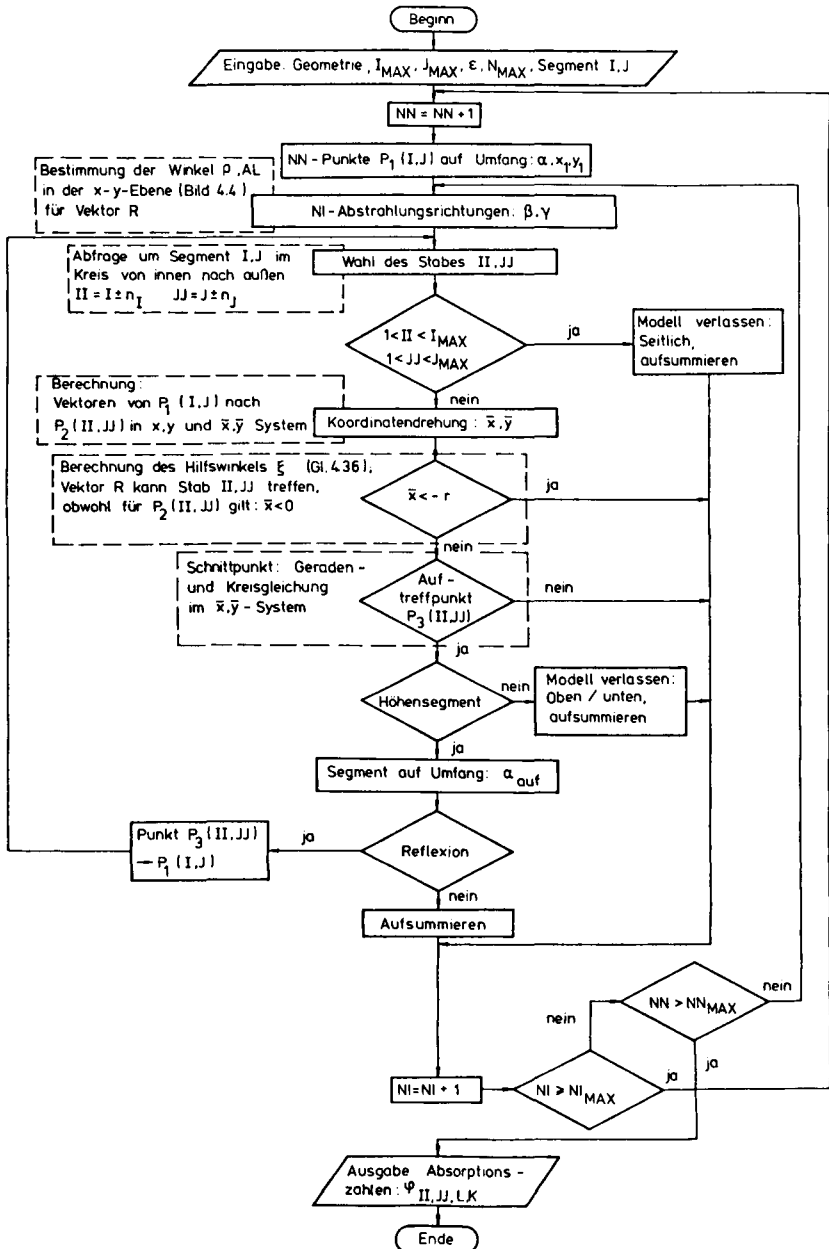 Beginn
Eingabe: Geometrie, I_MAX, J_MAX, ε, N_MAX, Segment I,J
NN = NN + 1
NN-Punkte P_1 (I,J) auf Umfang: α, x_1, y_1
Bestimmung der Winkel ρ, AL
in der x-y-Ebene (Bild 4.4)
für Vektor R
NI-Abstrahlungsrichtungen: β, γ
Abfrage um Segment I,J im
Kreis von innen nach außen
II = I ± n_I JJ = J ± n_J
Wahl des Stabes II, JJ
1 < II < I_MAX
1 < JJ < J_MAX
ja
Modell verlassen:
Seitlich,
aufsummieren
nein
Berechnung:
Vektoren von P_1 (I,J) nach
P_2 (II,JJ) in x,y und x̄,ȳ System
Koordinatendrehung: x̄,ȳ
Berechnung des Hilfswinkels ξ (Gl. 4.36);
Vektor R kann Stab II,JJ treffen,
obwohl für P_2 (II,JJ) gilt: x̄<0
x̄ < - r
ja
nein
Schnittpunkt: Geraden-
und Kreisgleichung
im x̄,ȳ - System
Auf-
treffpunkt
P_3 (II,JJ)
nein
ja
Höhensegment
nein
Modell verlassen:
Oben / unten,
aufsummieren
ja
Segment auf Umfang: α_auf
Reflexion
ja
Punkt P_3 (II,JJ)
→ P_1 (I,J)
nein
Aufsummieren
NN > NN_MAX
nein
ja
NI = NI + 1
NI ⩾ NI_MAX
nein
ja
Ausgabe Absorptions-
zahlen: φ_II,JJ,L,K
Ende